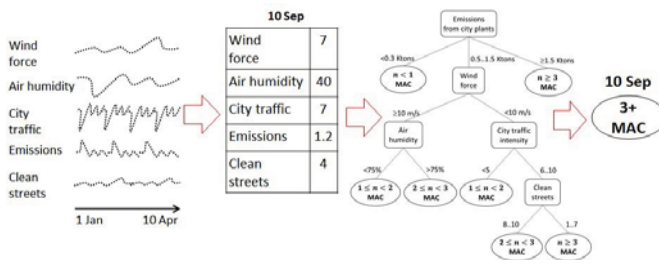 Wind
force
Air humidity
City
traffic
Emissions
Clean
streets
1 Jan 10 Apr
10 Sep
Wind
force 7
Air humidity 40
City traffic 7
Emissions 1.2
Clean
streets 4
Emissions
from city plants
<0.3 Ktons 0.5..1.5 Ktons ≥1.5 Ktons
n < 1
MAC
Wind
force
n ≥ 3
MAC
≥10 m/s <10 m/s
Air
humidity
City traffic
intensity
<75% >75% <5 6..10
1 ≤ n < 2
MAC
2 ≤ n < 3
MAC
1 ≤ n < 2
MAC
Clean
streets
8..10 1..7
2 ≤ n < 3
MAC
n ≥ 3
MAC
10 Sep
3+
MAC